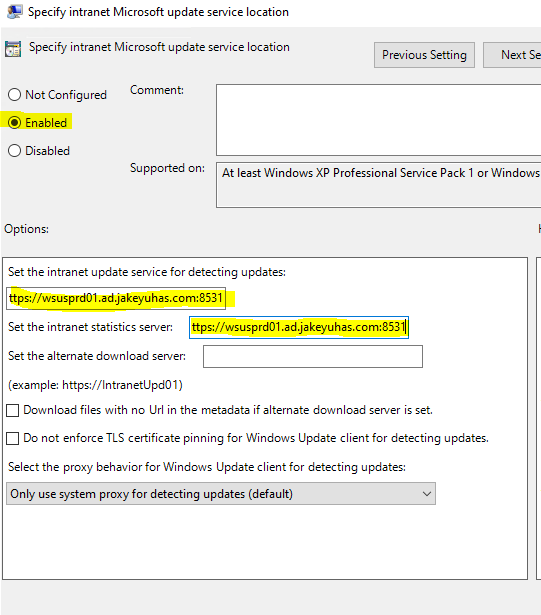 Specify intranet Microsoft update service location
Specify intranet Microsoft update service location
Previous Setting
Next Se
Not Configured
Comment:
Enabled
Disabled
Supported on:
At least Windows XP Professional Service Pack 1 or Windows
Options:
Set the intranet update service for detecting updates:
ttps://wsusprd01.ad.jakeyuhas.com:8531
Set the intranet statistics server:
ttps://wsusprd01.ad.jakeyuhas.com:8531
Set the alternate download server:
(example: https://IntranetUpd01)
Download files with no Url in the metadata if alternate download server is set.
Do not enforce TLS certificate pinning for Windows Update client for detecting updates.
Select the proxy behavior for Windows Update client for detecting updates:
Only use system proxy for detecting updates (default)